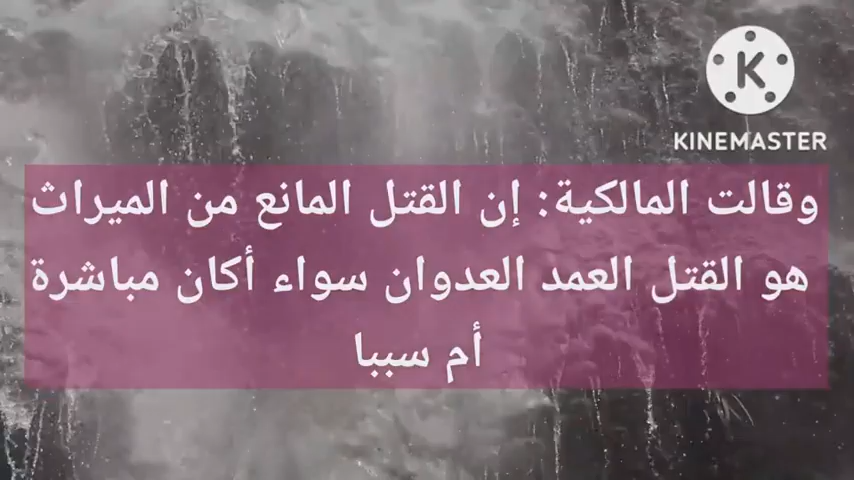 KINEMASTER
وقالت المالكية: إن القتل المانع من الميراث
هو القتل العمد العدوان سواء أكان مباشرة
أم سببا